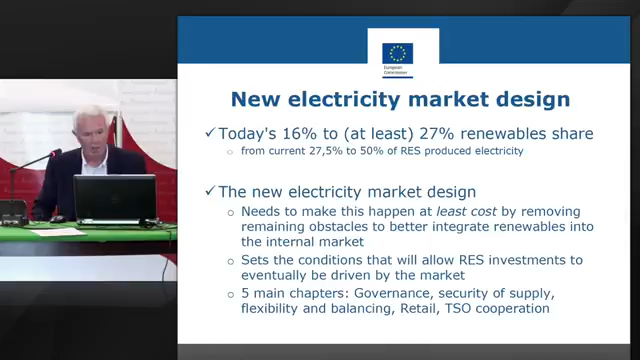 European
Commission
New electricity market design
✓Today's 16% to (at least) 27% renewables share
○ from current 27,5% to 50% of RES produced electricity
✓The new electricity market design
○ Needs to make this happen at least cost by removing
remaining obstacles to better integrate renewables into
the internal market
○ Sets the conditions that will allow RES investments to
eventually be driven by the market
○ 5 main chapters: Governance, security of supply,
flexibility and balancing, Retail, TSO cooperation